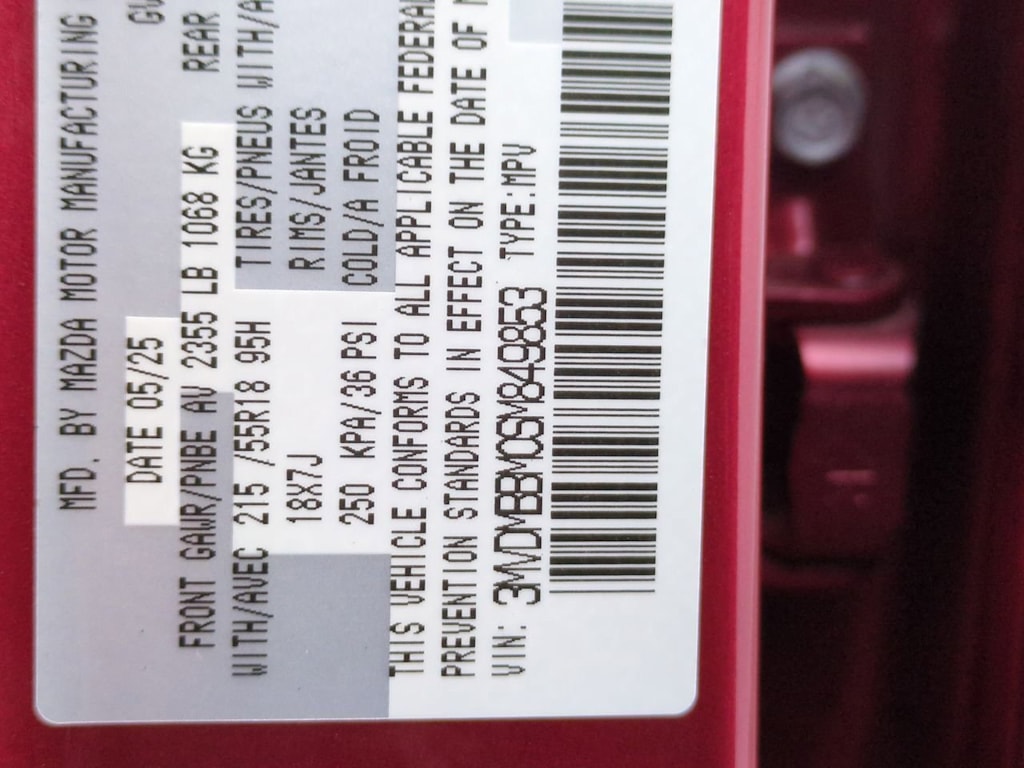 MFD. BY MAZDA MOTOR MANUFACTURING
DATE 05/25
FRONT GAWR/PNBE AV 2355 LB 1068 KG REAR
WITH/AVEC 215 /55R18 95H TIRES/PNEUS WITH/A
18X7J RIMS/JANTES
250 KPA/36 PSI COLD/A FROID
THIS VEHICLE CONFORMS TO ALL APPLICABLE FEDERAL
PREVENTION STANDARDS IN EFFECT ON THE DATE OF
VIN: 3MVDMBBM0SM849853 TYPE:MPV